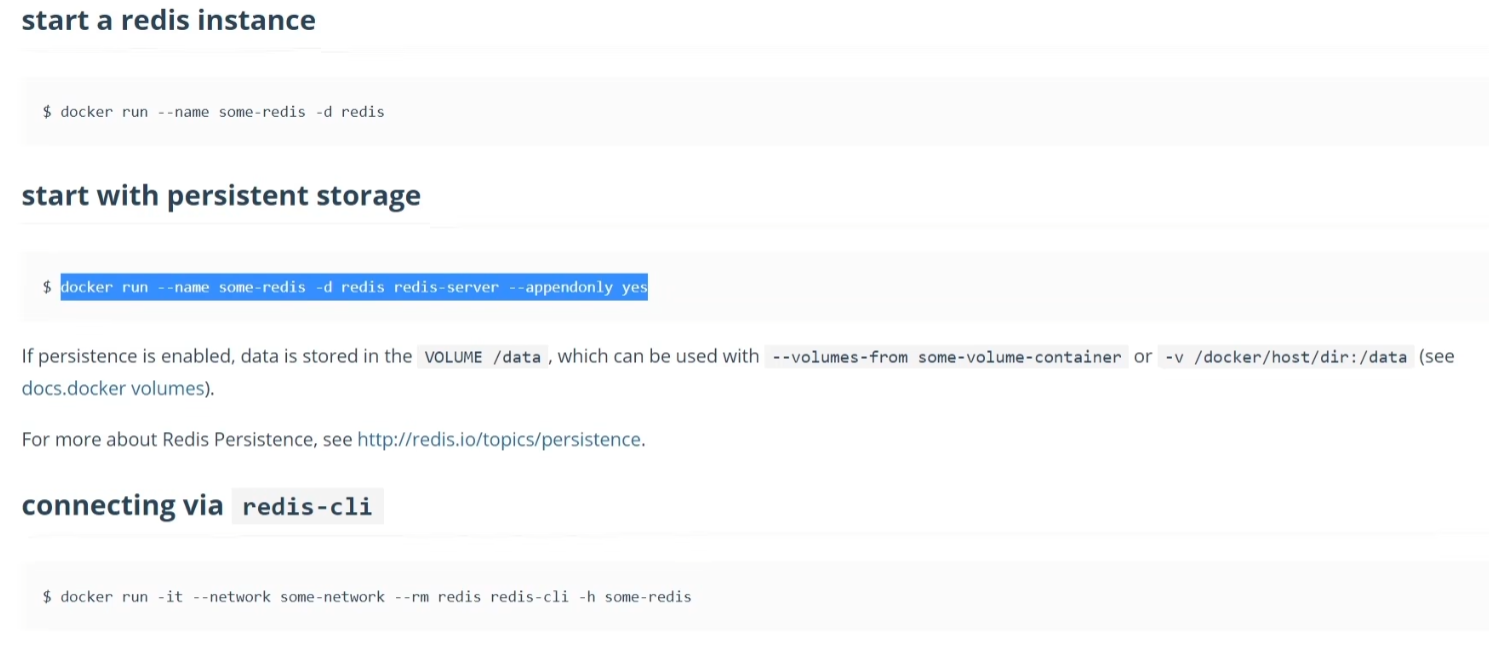 start a redis instance
$ docker run --name some-redis -d redis
start with persistent storage
$ docker run --name some-redis -d redis redis-server --appendonly yes
If persistence is enabled, data is stored in the VOLUME /data , which can be used with --volumes-from some-volume-container or -v /docker/host/dir:/data (see
docs.docker volumes).
For more about Redis Persistence, see http://redis.io/topics/persistence.
connecting via redis-cli
$ docker run -it --network some-network --rm redis redis-cli -h some-redis